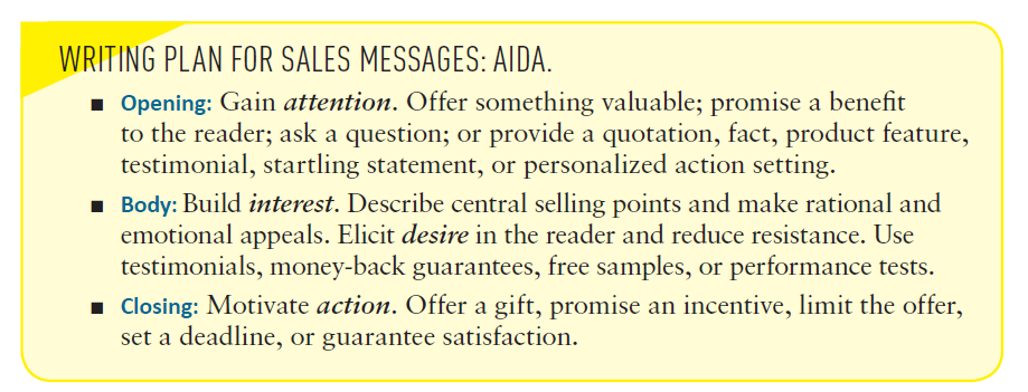 WRITING PLAN FOR SALES MESSAGES: AIDA.
■ Opening: Gain attention. Offer something valuable; promise a benefit
to the reader; ask a question; or provide a quotation, fact, product feature,
testimonial, startling statement, or personalized action setting.
■ Body: Build interest. Describe central selling points and make rational and
emotional appeals. Elicit desire in the reader and reduce resistance. Use
testimonials, money-back guarantees, free samples, or performance tests.
■ Closing: Motivate action. Offer a gift, promise an incentive, limit the offer,
set a deadline, or guarantee satisfaction.